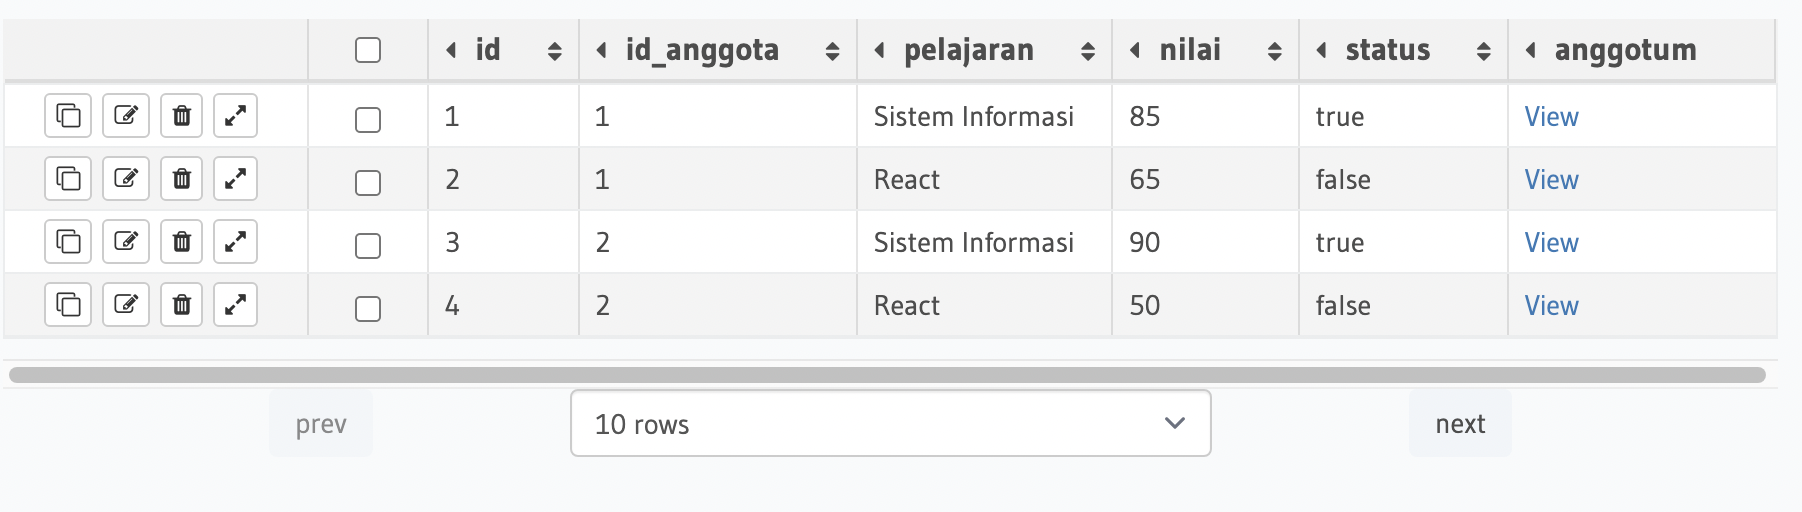 id id_anggota pelajaran nilai status anggotum
1 1 Sistem Informasi 85 true View
2 1 React 65 false View
3 2 Sistem Informasi 90 true View
4 2 React 50 false View
prev 10 rows next